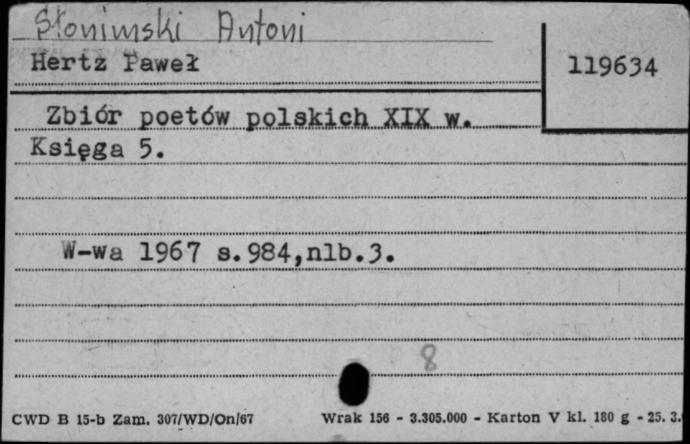 Słonimski Antoni
Hertz Paweł
119634
Zbiór poetów polskich XIX w.
Księga 5.
W-wa 1967 s.984,nlb.3.
8
CWD B 15-b Zam. 307/WD/On/67 Wrak 156 - 3.305.000 - Karton V kl. 180 g - 25. 3.